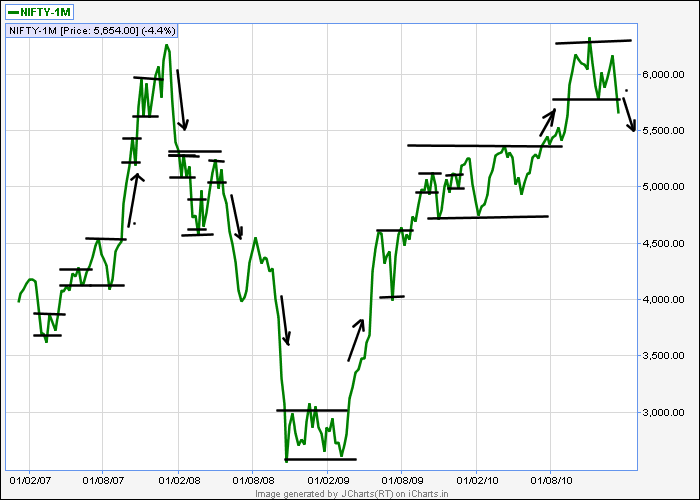 NIFTY-1M
NIFTY-1M [Price: 5,654.00] (-4.4%)
6,000.00
5,500.00
5,000.00
4,500.00
4,000.00
3,500.00
3,000.00
01/02/07 01/08/07 01/02/08 01/08/08 01/02/09 01/08/09 01/02/10 01/08/10
Image generated by JCharts(RT) on iCharts.in